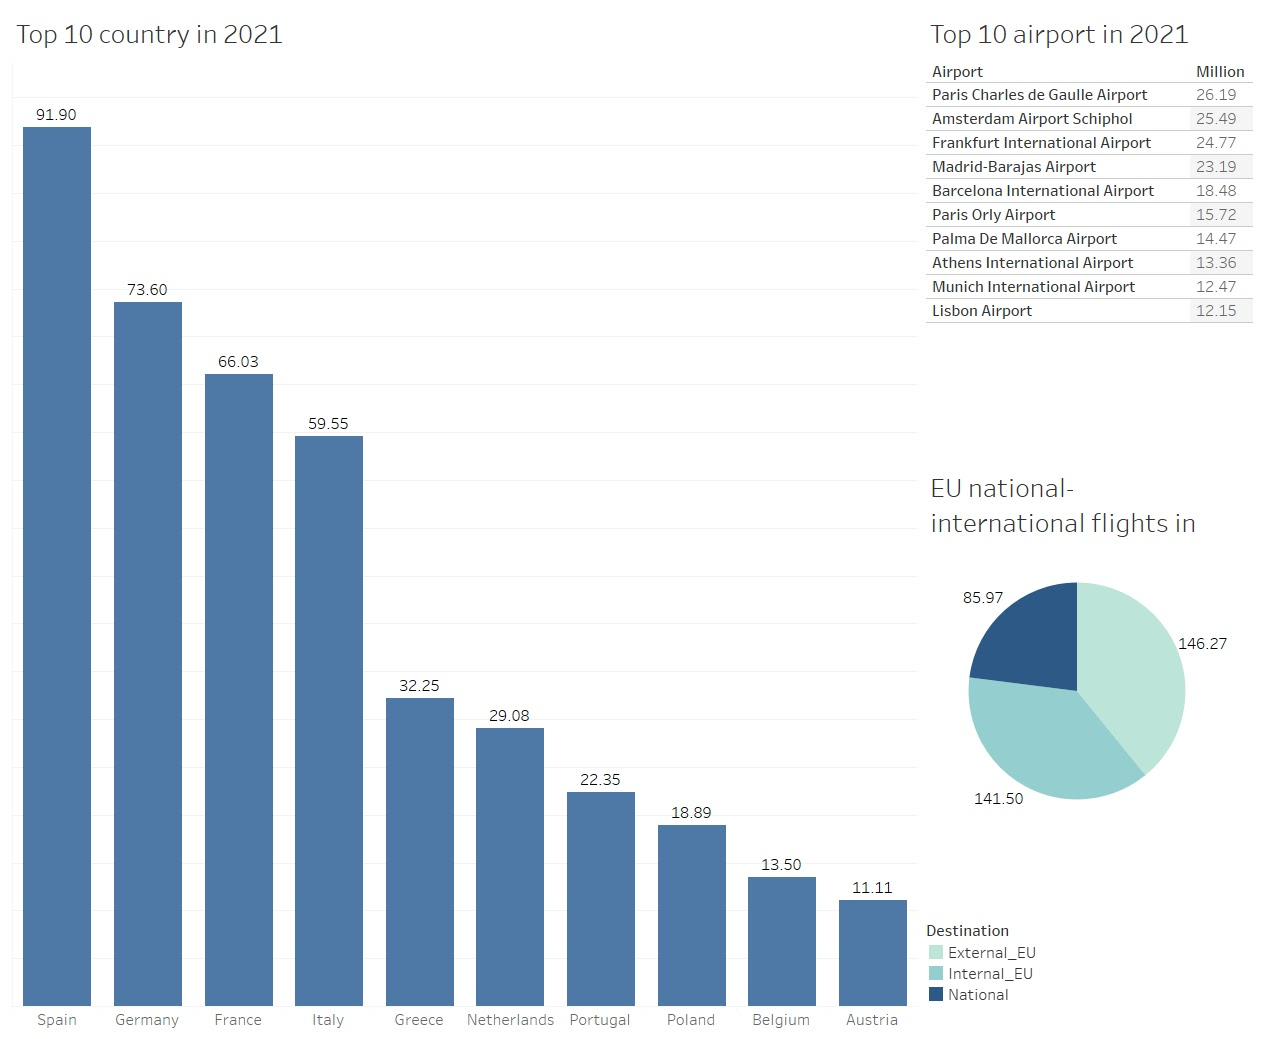 Top 10 country in 2021
91.90
73.60
66.03
59.55
32.25
29.08
22.35
18.89
13.50
11.11
Spain Germany France Italy Greece Netherlands Portugal Poland Belgium Austria
Top 10 airport in 2021
Airport Million
Paris Charles de Gaulle Airport 26.19
Amsterdam Airport Schiphol 25.49
Frankfurt International Airport 24.77
Madrid-Barajas Airport 23.19
Barcelona International Airport 18.48
Paris Orly Airport 15.72
Palma De Mallorca Airport 14.47
Athens International Airport 13.36
Munich International Airport 12.47
Lisbon Airport 12.15
EU national-
international flights in
85.97
146.27
141.50
Destination
External_EU
Internal_EU
National